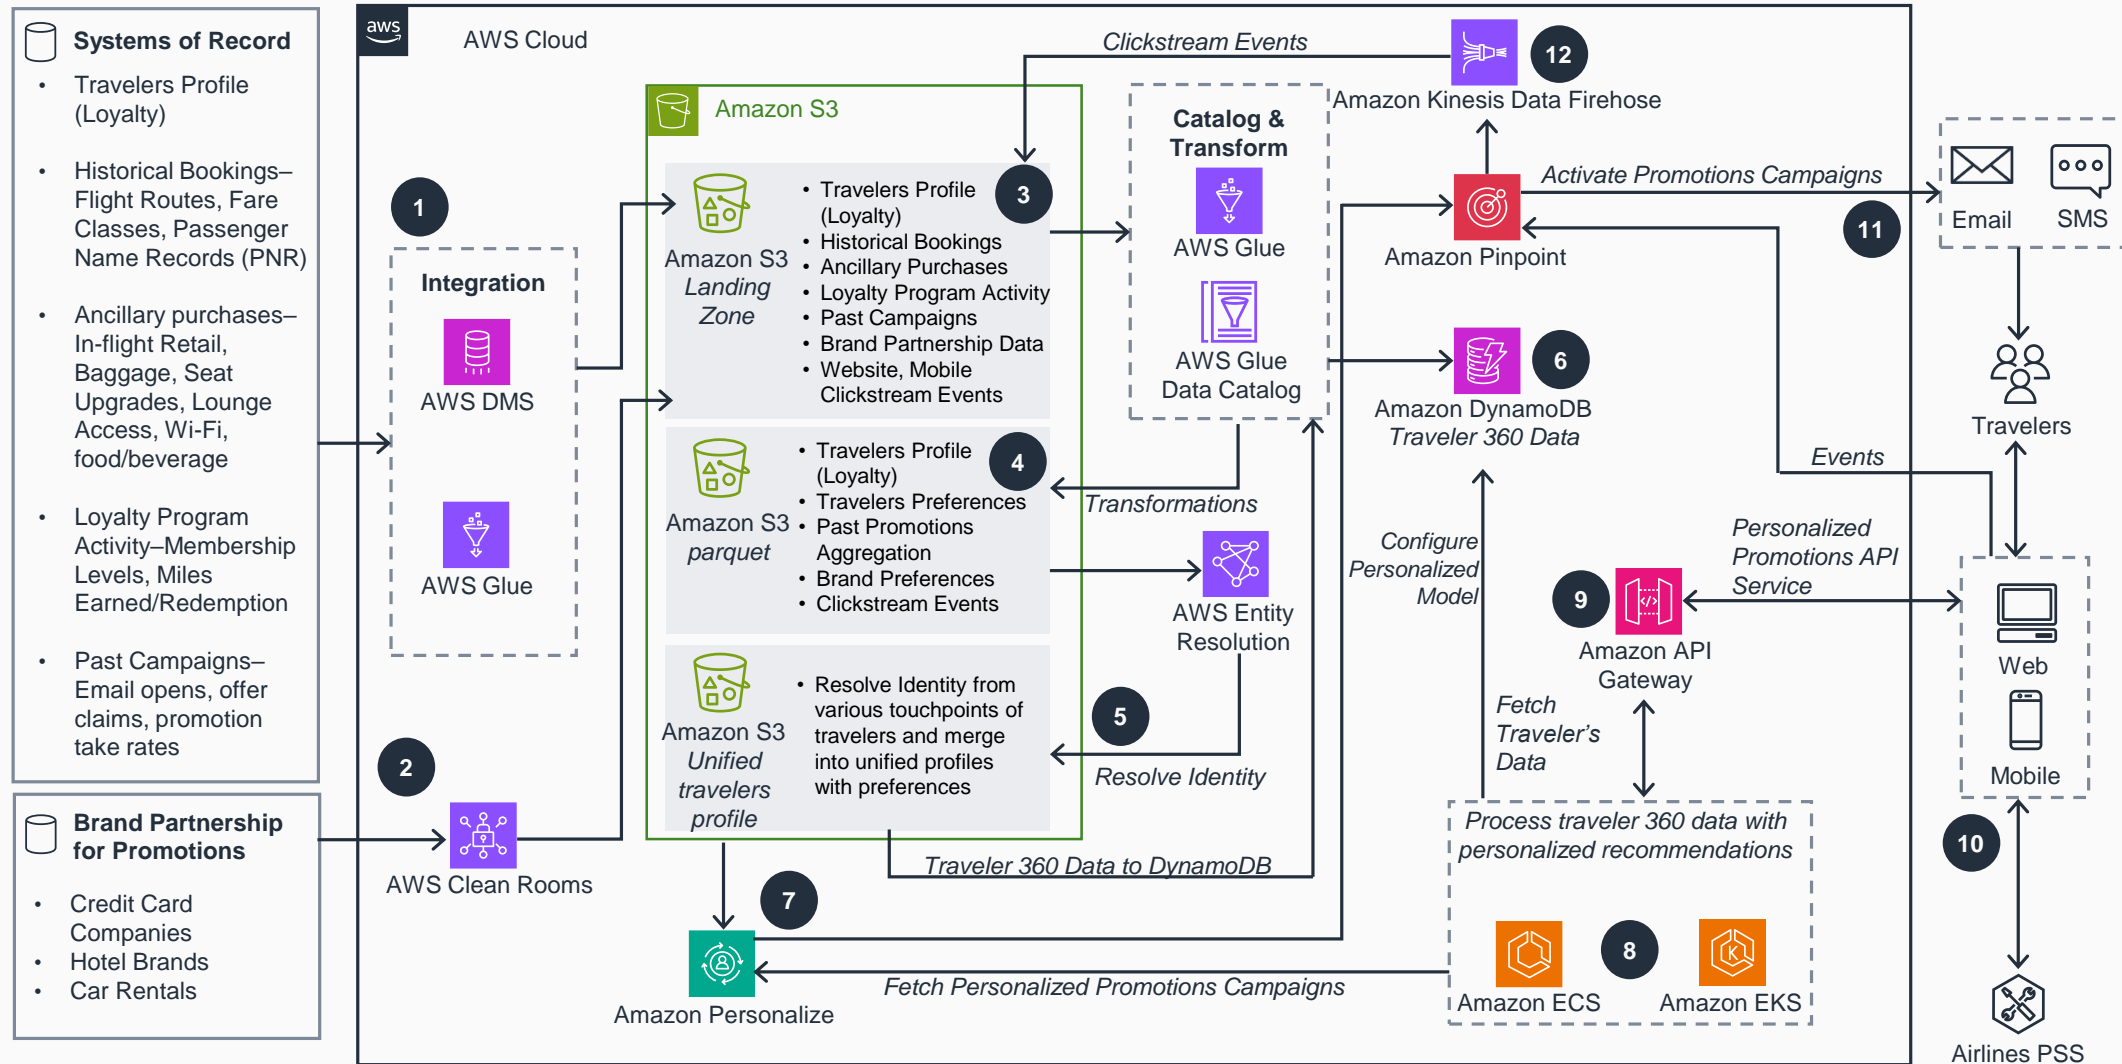 Systems of Record
• Travelers Profile
(Loyalty)
• Historical Bookings–
Flight Routes, Fare
Classes, Passenger
Name Records (PNR)
• Ancillary purchases–
In-flight Retail,
Baggage, Seat
Upgrades, Lounge
Access, Wi-Fi,
food/beverage
• Loyalty Program
Activity–Membership
Levels, Miles
Earned/Redemption
• Past Campaigns–
Email opens, offer
claims, promotion
take rates
Brand Partnership
for Promotions
• Credit Card
Companies
• Hotel Brands
• Car Rentals
aws
AWS Cloud
1
Integration
AWS DMS
AWS Glue
2
AWS Clean Rooms
Amazon S3
Amazon S3
Landing
Zone
• Travelers Profile
(Loyalty)
• Historical Bookings
• Ancillary Purchases
• Loyalty Program Activity
• Past Campaigns
• Brand Partnership Data
• Website, Mobile
Clickstream Events
3
Amazon S3
parquet
• Travelers Profile
(Loyalty)
• Travelers Preferences
• Past Promotions
Aggregation
• Brand Preferences
• Clickstream Events
4
Amazon S3
Unified
travelers
profile
• Resolve Identity from
various touchpoints of
travelers and merge
into unified profiles
with preferences
Clickstream Events
Catalog &
Transform
AWS Glue
AWS Glue
Data Catalog
Transformations
AWS Entity
Resolution
5
Resolve Identity
Traveler 360 Data to DynamoDB
7
Amazon Personalize
Fetch Personalized Promotions Campaigns
12
Amazon Kinesis Data Firehose
Activate Promotions Campaigns
Amazon Pinpoint
11
6
Amazon DynamoDB
Traveler 360 Data
Events
Configure
Personalized
Model
Personalized
Promotions API
Service
9
Amazon API
Gateway
Fetch
Traveler’s
Data
Process traveler 360 data with
personalized recommendations
8
Amazon ECS
Amazon EKS
Email
SMS
Travelers
Web
Mobile
10
Airlines PSS